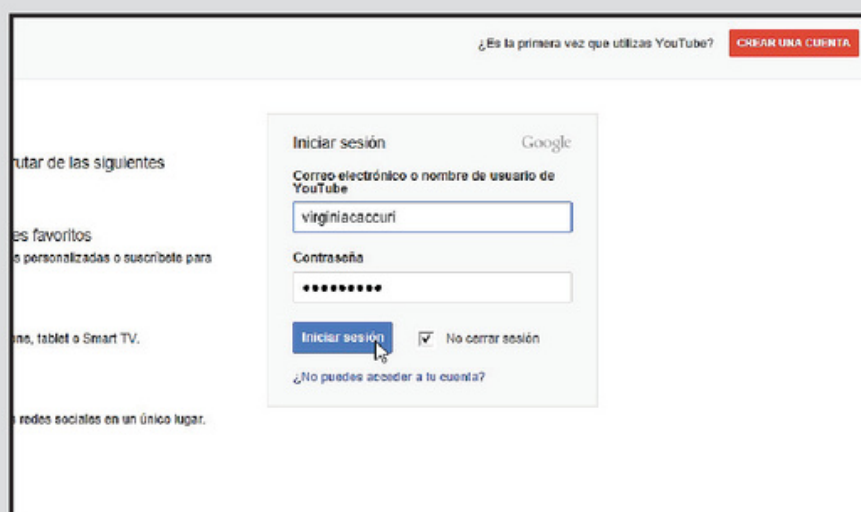 ¿Es la primera vez que utilizas YouTube? CREAR UNA CUENTA
Iniciar sesión Google
rutar de las siguientes
Correo electrónico o nombre de usuario de
YouTube
virginiacaccuri
es favoritos
s personalizadas o suscríbete para
Contraseña
•••••••••
one, tablet o Smart TV.
Iniciar sesión No cerrar sesión
¿No puedes acceder a tu cuenta?
redes sociales en un único lugar.